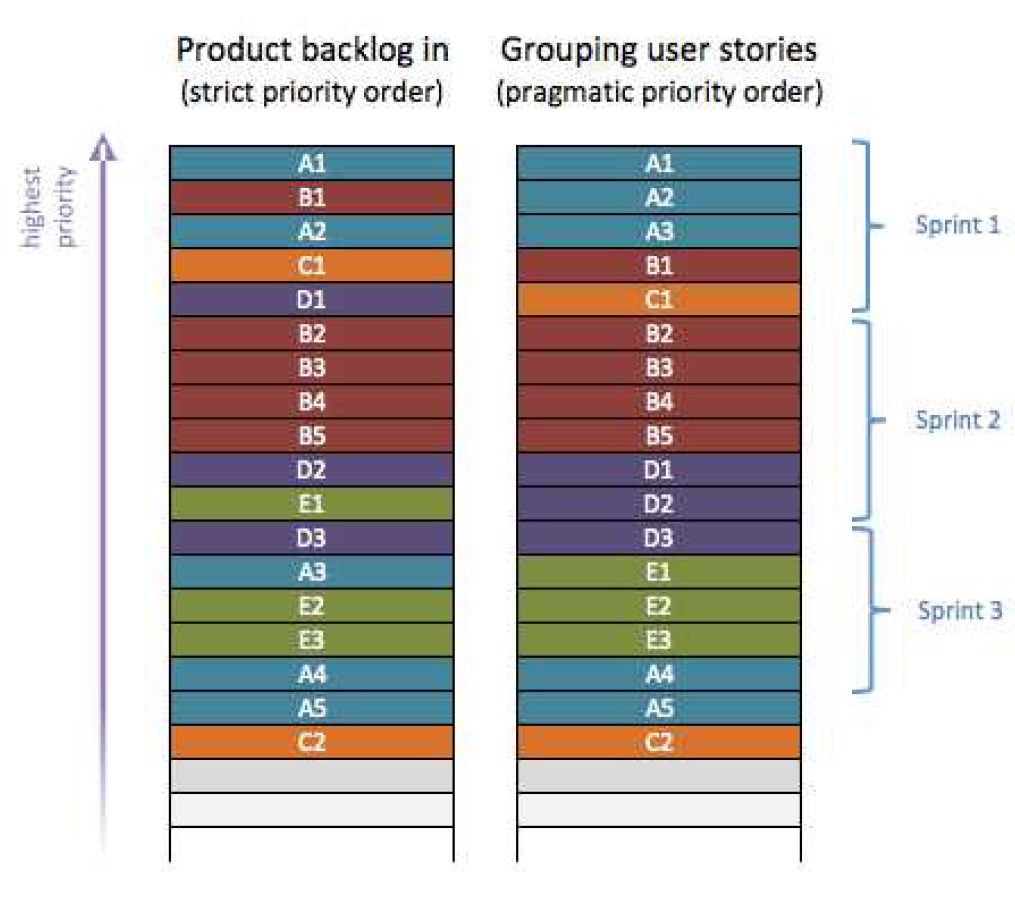 Product backlog in
(strict priority order)
Grouping user stories
(pragmatic priority order)
highest
priority
A1
B1
A2
C1
D1
B2
B3
B4
B5
D2
E1
D3
A3
E2
E3
A4
A5
C2
A1
A2
A3
B1
C1
B2
B3
B4
B5
D1
D2
D3
E1
E2
E3
A4
A5
C2
Sprint 1
Sprint 2
Sprint 3